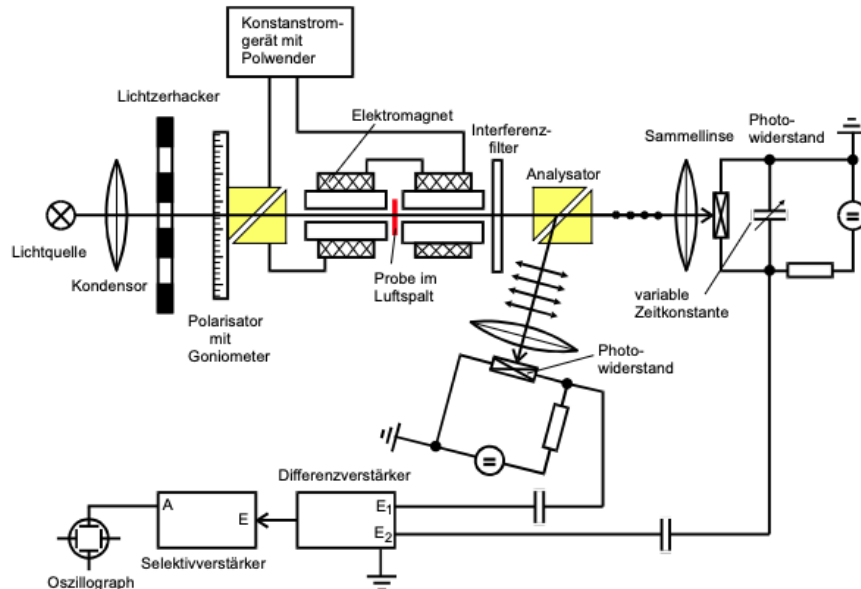 Konstanstrom-
gerät mit
Polwender
Lichtzerhacker
Elektromagnet
Interferenz-
filter
Analysator
Sammellinse
Photo-
widerstand
Lichtquelle
Kondensor
Probe im
Luftspalt
variable
Zeitkonstante
Polarisator
mit
Goniometer
Photo-
widerstand
Differenzverstärker
A
E
E1
E2
Selektivverstärker
Oszillograph